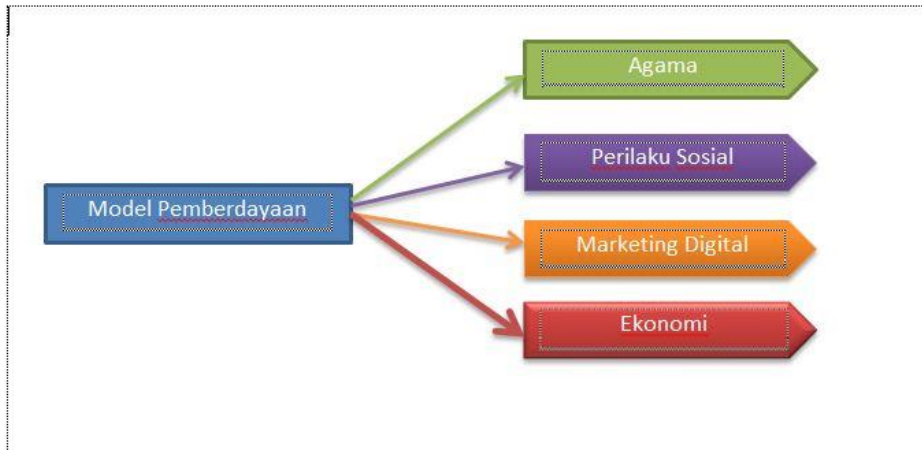 Agama
Perilaku Sosial
Model Pemberdayaan
Marketing Digital
Ekonomi